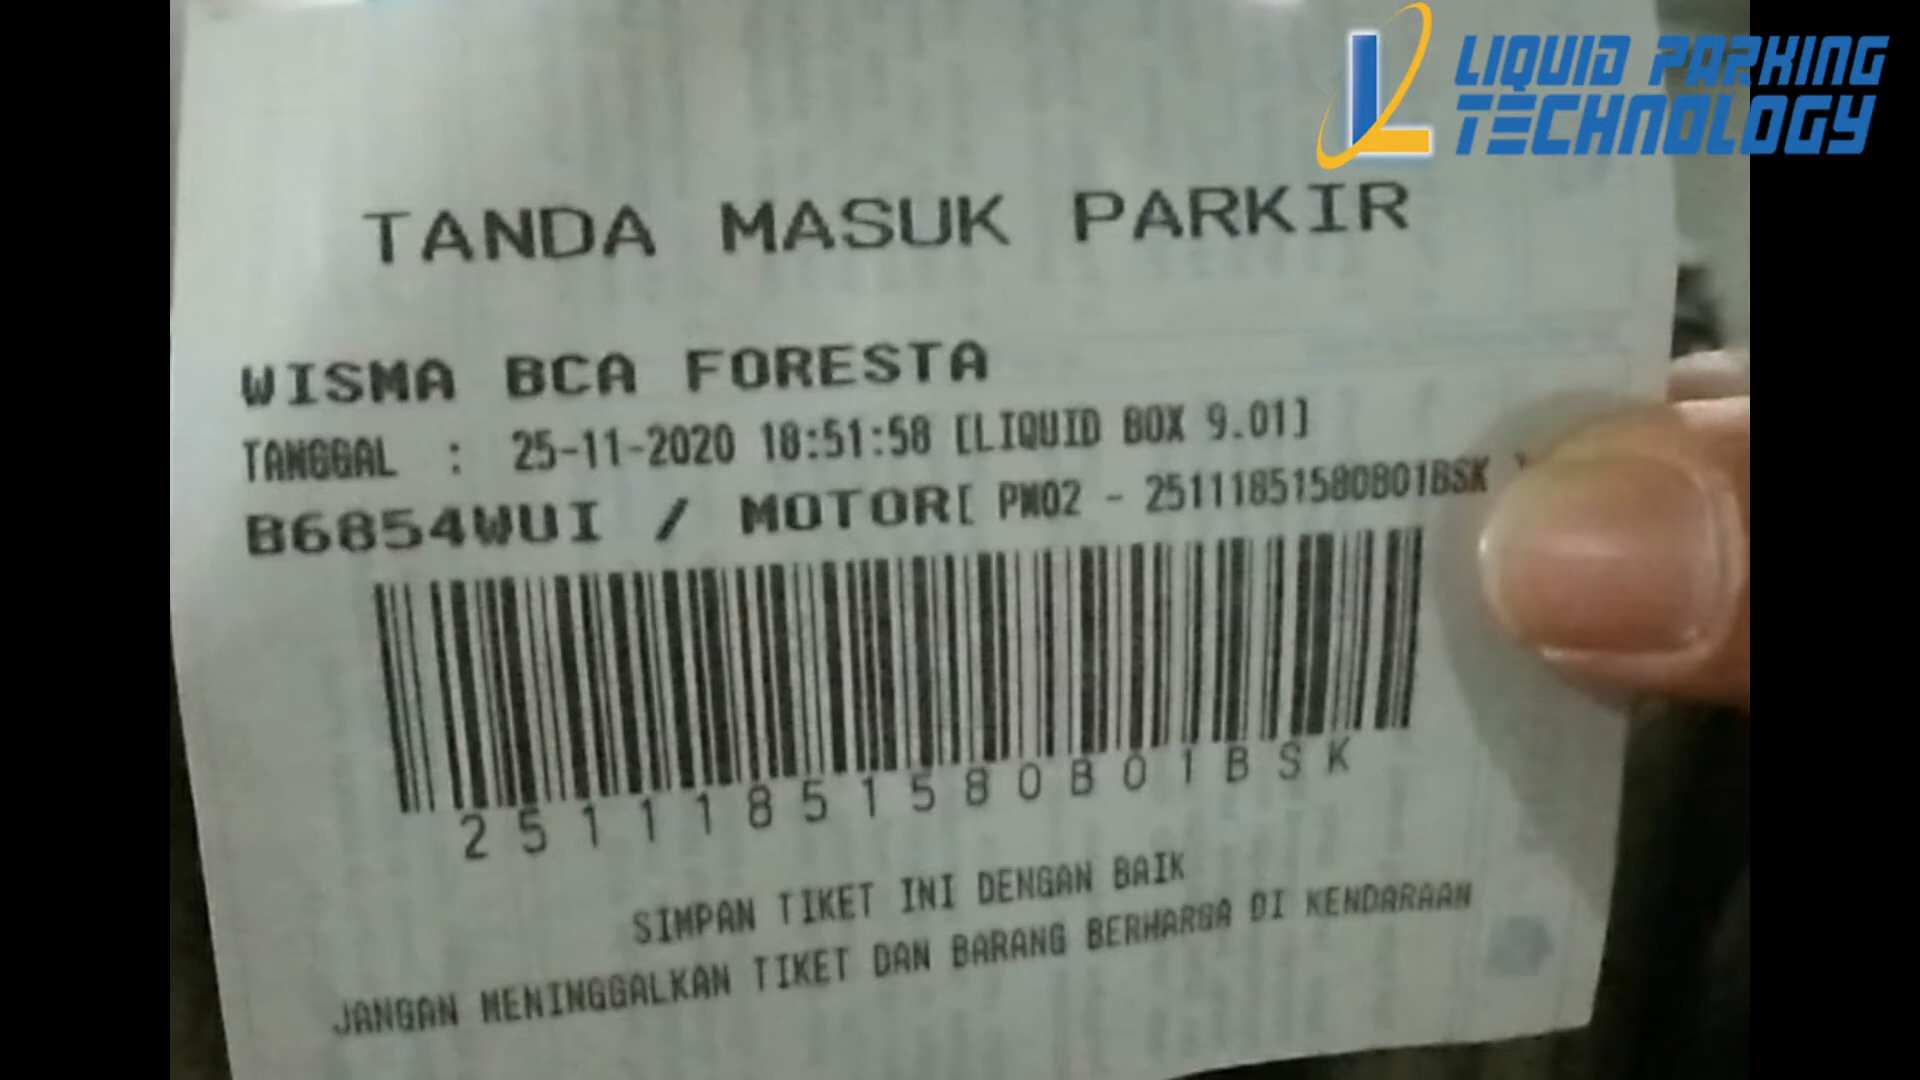 LIQUID PARKING
TECHNOLOGY
TANDA MASUK PARKIR
WISMA BCA FORESTA
TANGGAL : 25-11-2020 18:51:58 [LIQUID BOX 9.01]
B6854WUI / MOTOR[ PM02 - 25111851580B01BSK ]
25111851580B01BSK
SIMPAN TIKET INI DENGAN BAIK
JANGAN MENINGGALKAN TIKET DAN BARANG BERHARGA DI KENDARAAN